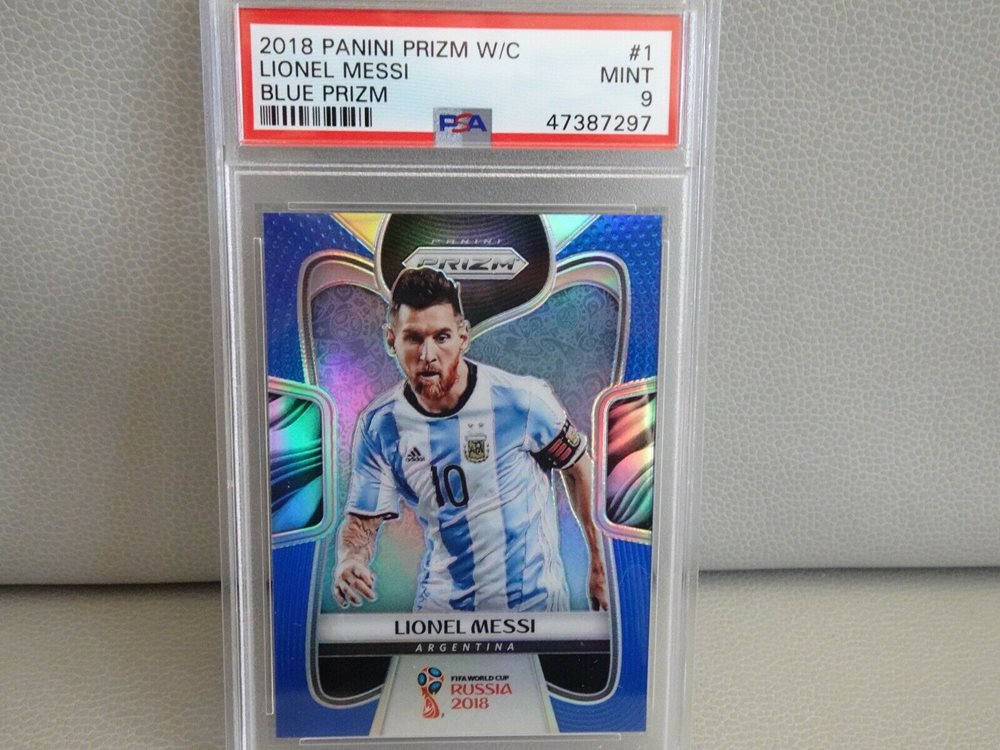 2018 PANINI PRIZM W/C #1
LIONEL MESSI MINT
BLUE PRIZM 9
PSA 47387297
PANINI
PRIZM
adidas
10
LIONEL MESSI
ARGENTINA
FIFA WORLD CUP
RUSSIA
2018